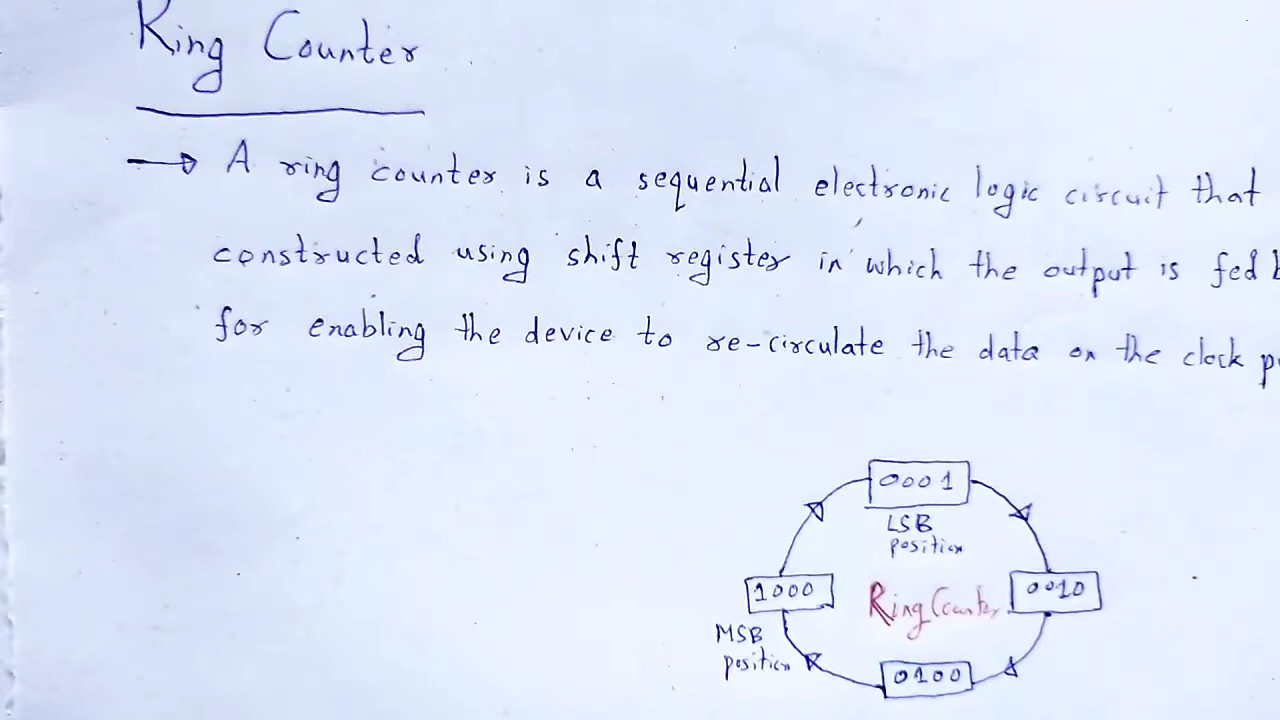 Ring Counter
→ A ring counter is a sequential electronic logic circuit that
constructed using shift register in which the output is fed
for enabling the device to re-circulate the data on the clock
0001
LSB
position
1000
Ring Counter
0010
MSB
position
0100